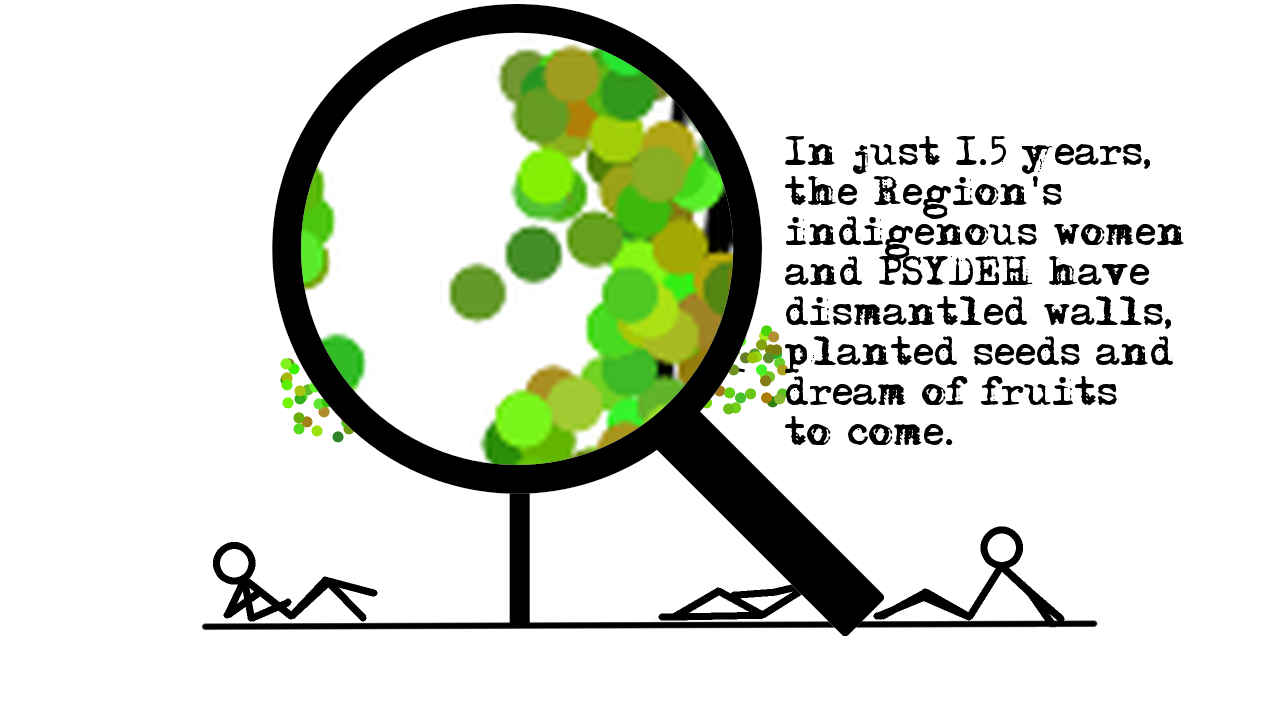 In just 1.5 years,
the Region's
indigenous women
and PSYDEH have
dismantled walls,
planted seeds and
dream of fruits
to come.